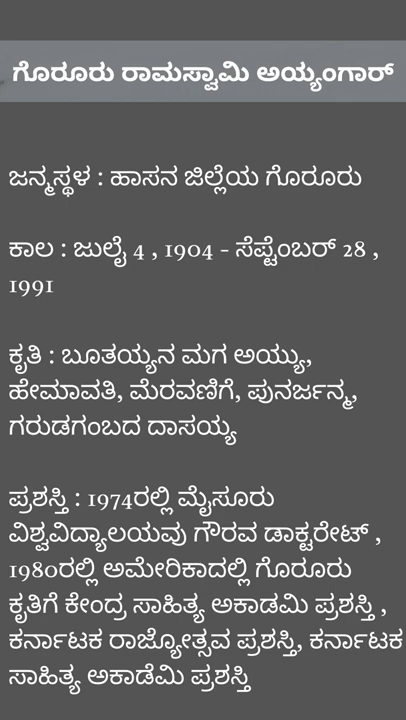 ಗೊರೂರು ರಾಮಸ್ವಾಮಿ ಅಯ್ಯಂಗಾರ್
ಜನ್ಮಸ್ಥಳ : ಹಾಸನ ಜಿಲ್ಲೆಯ ಗೊರೂರು
ಕಾಲ : ಜುಲೈ 4 , 1904 - ಸೆಪ್ಟೆಂಬರ್ 28 ,
1991
ಕೃತಿ : ಬೂತಯ್ಯನ ಮಗ ಅಯ್ಯು,
ಹೇಮಾವತಿ, ಮೆರವಣಿಗೆ, ಪುನರ್ಜನ್ಮ,
ಗರುಡಗಂಬದ ದಾಸಯ್ಯ
ಪ್ರಶಸ್ತಿ : 1974ರಲ್ಲಿ ಮೈಸೂರು
ವಿಶ್ವವಿದ್ಯಾಲಯವು ಗೌರವ ಡಾಕ್ಟರೇಟ್ ,
1980ರಲ್ಲಿ ಅಮೇರಿಕಾದಲ್ಲಿ ಗೊರೂರು
ಕೃತಿಗೆ ಕೇಂದ್ರ ಸಾಹಿತ್ಯ ಅಕಾಡಮಿ ಪ್ರಶಸ್ತಿ ,
ಕರ್ನಾಟಕ ರಾಜ್ಯೋತ್ಸವ ಪ್ರಶಸ್ತಿ, ಕರ್ನಾಟಕ
ಸಾಹಿತ್ಯ ಅಕಾಡೆಮಿ ಪ್ರಶಸ್ತಿ